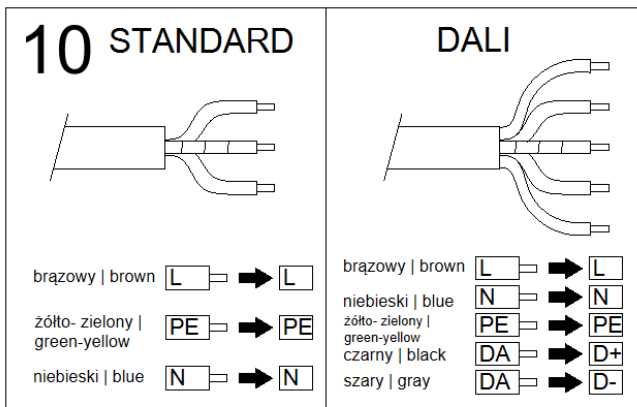 10 STANDARD
brązowy | brown L L
żółto- zielony |
green-yellow PE PE
niebieski | blue N N
DALI
brązowy | brown L L
niebieski | blue N N
żółto- zielony |
green-yellow PE PE
czarny | black DA D+
szary | gray DA D-